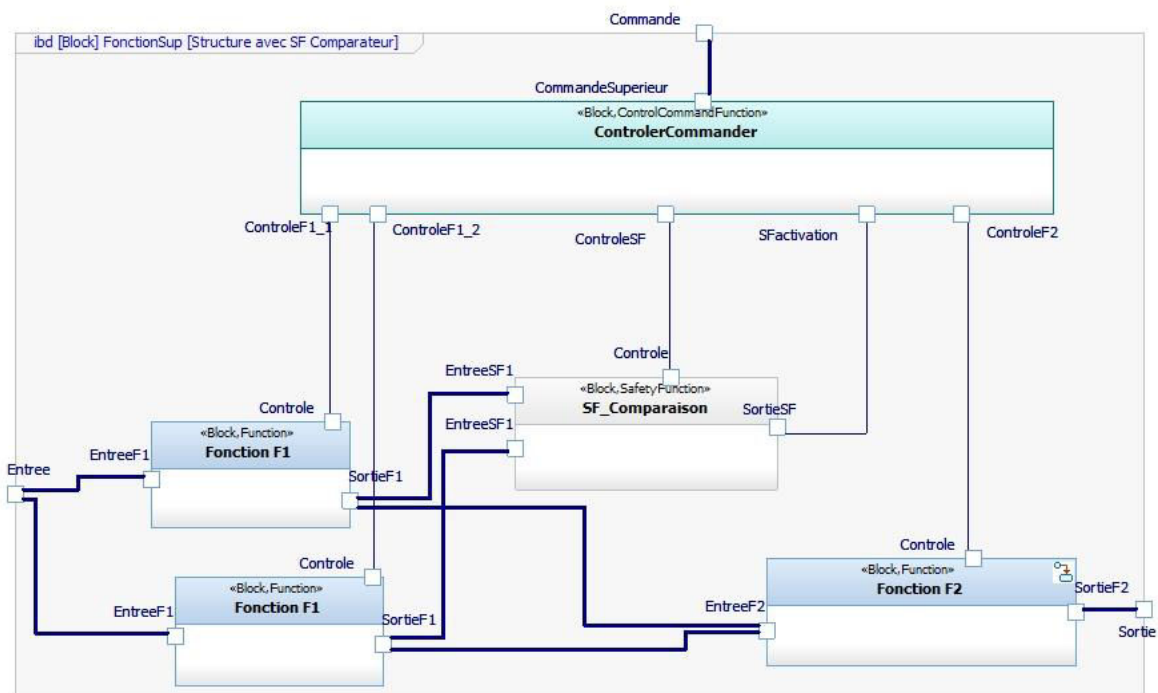 Commande
ibd [Block] FonctionSup [Structure avec SF Comparateur]
CommandeSuperieur
«Block,ControlCommandFunction»
ControlerCommander
ControleF1_1
ControleF1_2
ControleSF
SFactivation
ControleF2
Controle
EntreeSF1
«Block,SafetyFunction»
SF_Comparaison
SortieSF
EntreeSF1
Controle
«Block,Function»
Fonction F1
EntreeF1
Entree
SortieF1
Controle
«Block,Function»
Fonction F1
EntreeF1
SortieF1
Controle
«Block,Function»
Fonction F2
SortieF2
EntreeF2
Sortie